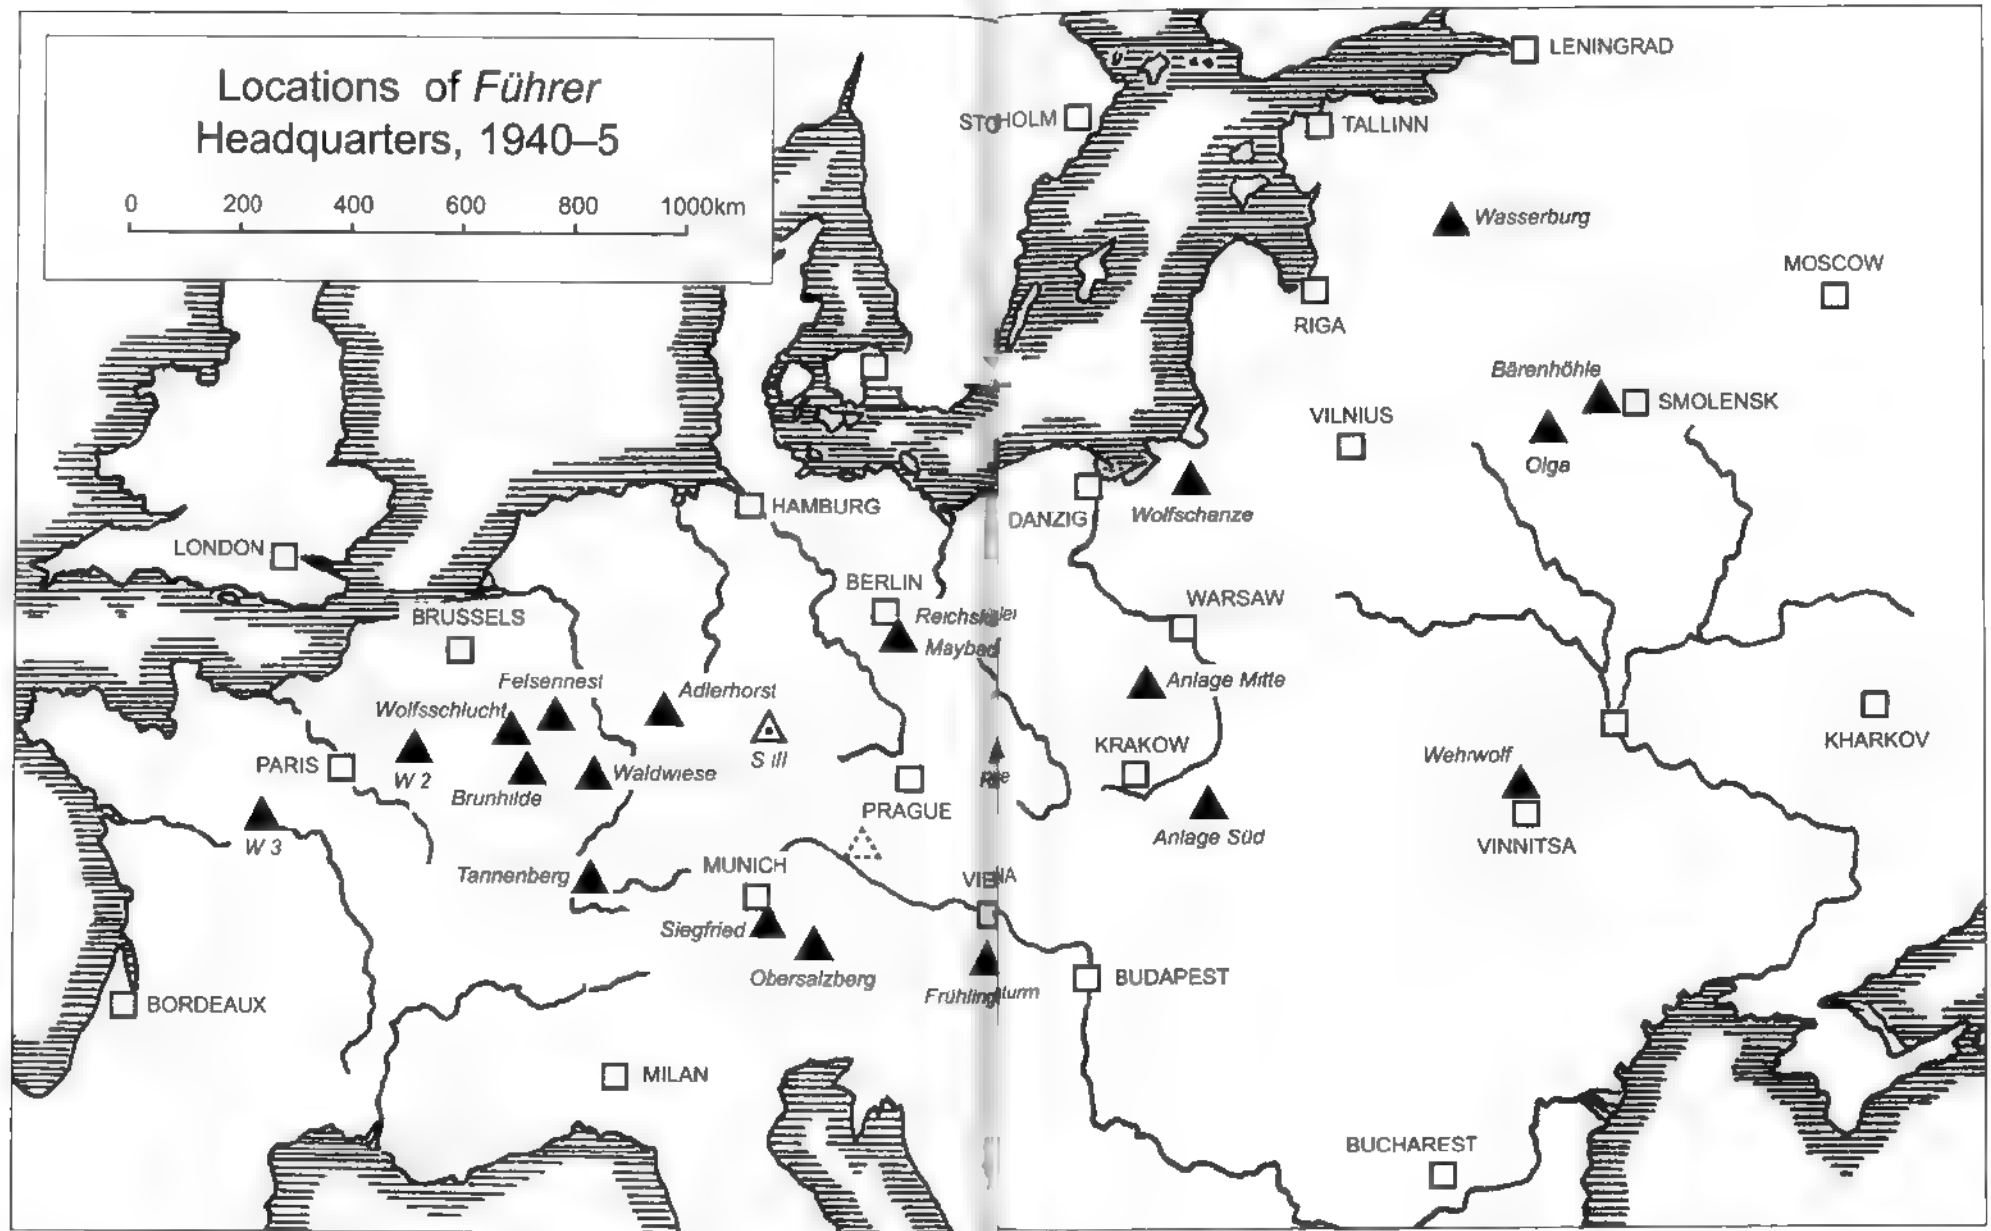 Locations of Führer
Headquarters, 1940–5
0 200 400 600 800 1000km
LENINGRAD
TALLINN
Wasserburg
MOSCOW
RIGA
Bärenhöhle
SMOLENSK
VILNIUS
Olga
DANZIG
Wolfschanze
HAMBURG
LONDON
BERLIN
WARSAW
BRUSSELS
Felsennest
Adlerhorst
Anlage Mitte
Wolfsschlucht
S III
KRAKOW
Wehrwolf
KHARKOV
PARIS
W 2
Waldwiese
Brunhilde
PRAGUE
Anlage Süd
VINNITSA
W 3
MUNICH
Tannenberg
Siegfried
Obersalzberg
BUDAPEST
BORDEAUX
MILAN
BUCHAREST